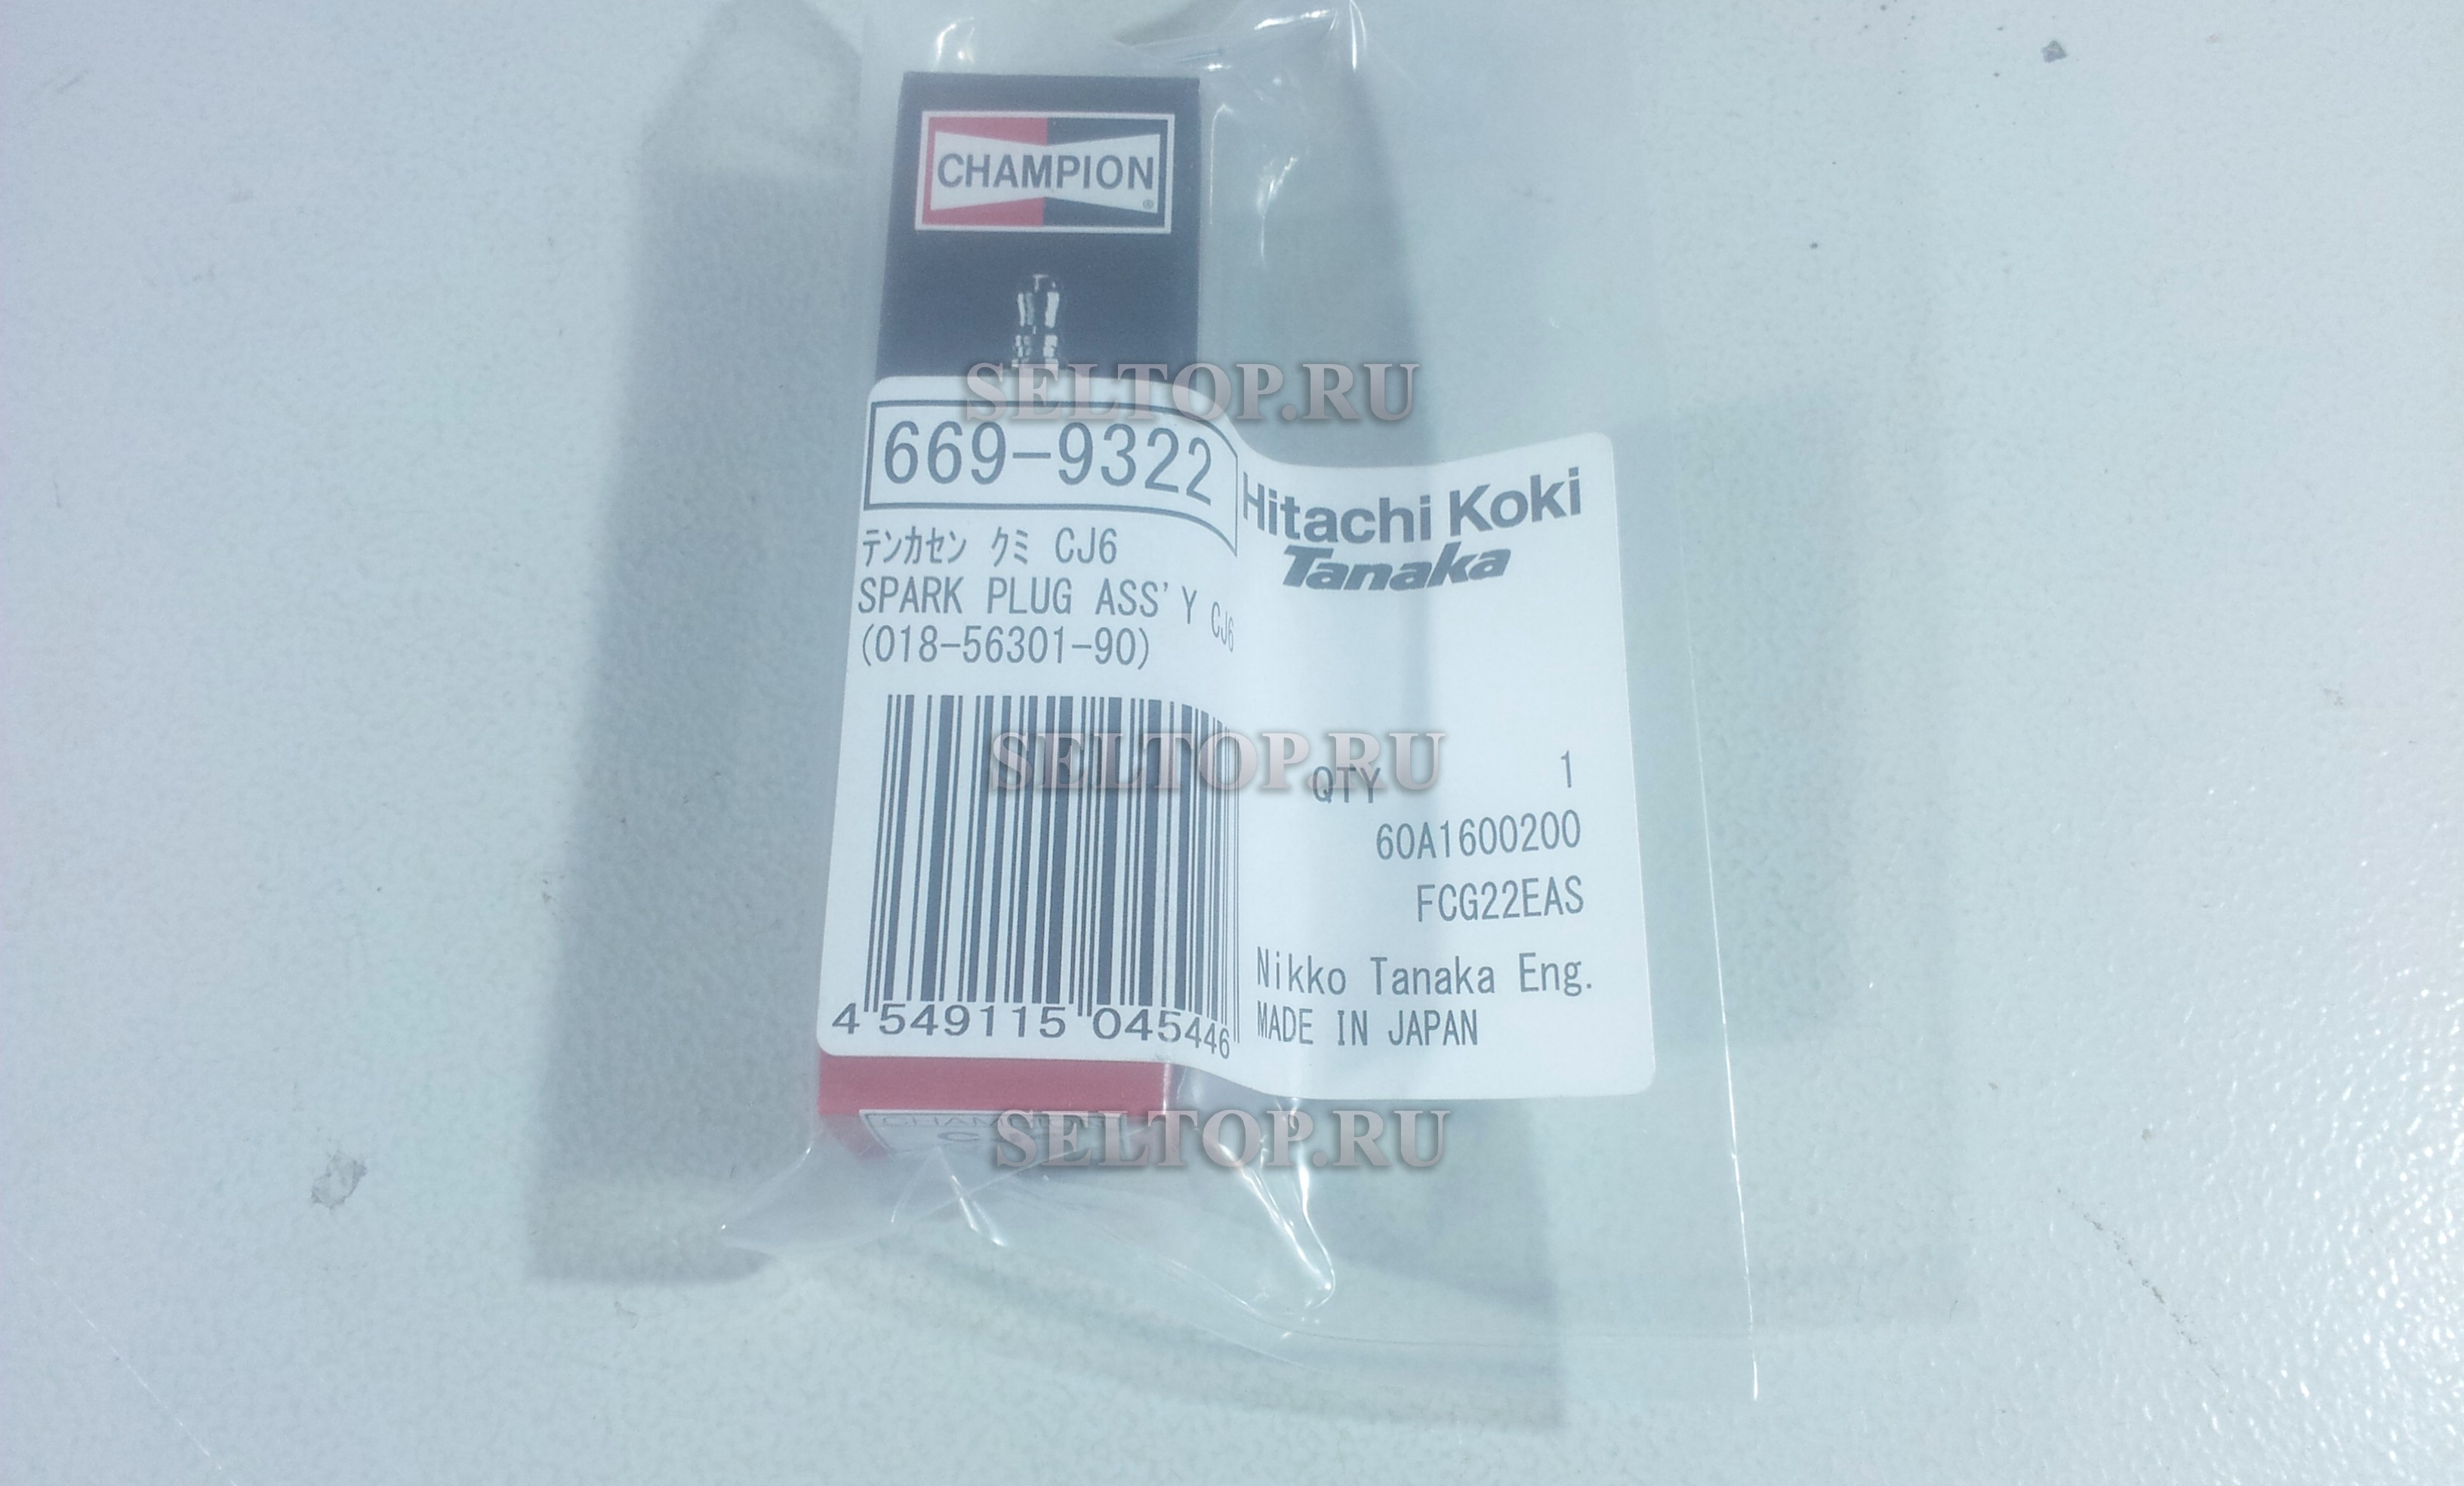 CHAMPION
SELTOP.RU
669-9322
Hitachi Koki
Tanaka
テンカセン クミ CJ6
SPARK PLUG ASS'Y CJ6
(018-56301-90)
SELTOP.RU
QTY 1
60A1600200
FCG22EAS
Nikko Tanaka Eng.
MADE IN JAPAN
4 549115 045446
CHAMPION
SELTOP.RU